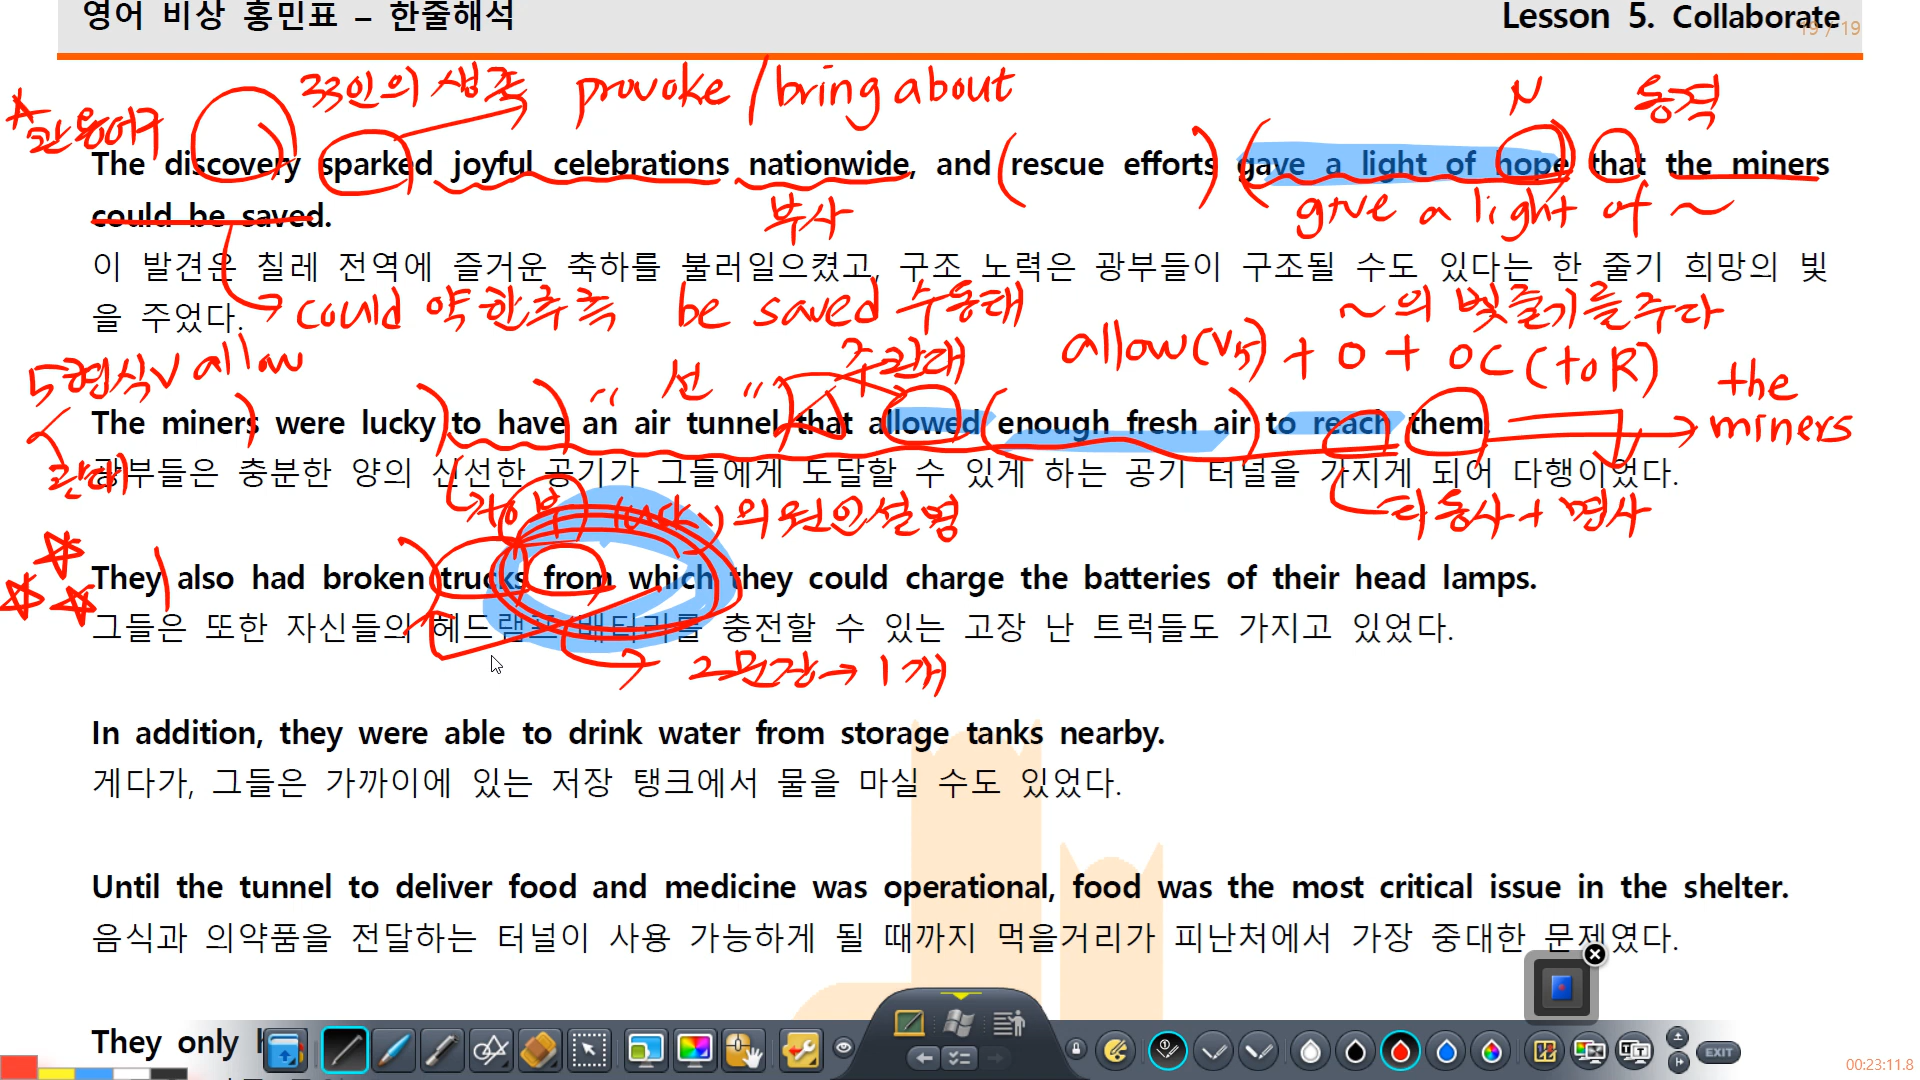 영어 비상 홍민표 – 한줄해석
Lesson 5. Collaborate
19 / 19
33인의 생존 provoke / bring about
N 동격
관용어구
The discovery sparked joyful celebrations nationwide, and rescue efforts gave a light of hope that the miners
could be saved.
부사 give a light of ~
이 발견은 칠레 전역에 즐거운 축하를 불러일으켰고, 구조 노력은 광부들이 구조될 수도 있다는 한 줄기 희망의 빛
을 주었다.
could 약한추측 be saved 수동태 ~의 빛줄기를주다
5형식V allow "선" 주관대 allow(V5) + O + OC (to R) the
miners
The miners were lucky to have an air tunnel that allowed enough fresh air to reach them.
광부들은 충분한 양의 신선한 공기가 그들에게 도달할 수 있게 하는 공기 터널을 가지게 되어 다행이었다.
관대
의 원인설명 타동사 + 명사
They also had broken trucks from which they could charge the batteries of their head lamps.
그들은 또한 자신들의 헤드램프 배터리를 충전할 수 있는 고장 난 트럭들도 가지고 있었다.
2문장→1개
In addition, they were able to drink water from storage tanks nearby.
게다가, 그들은 가까이에 있는 저장 탱크에서 물을 마실 수도 있었다.
Until the tunnel to deliver food and medicine was operational, food was the most critical issue in the shelter.
음식과 의약품을 전달하는 터널이 사용 가능하게 될 때까지 먹을거리가 피난처에서 가장 중대한 문제였다.
They only
EXIT
00:23:11.8